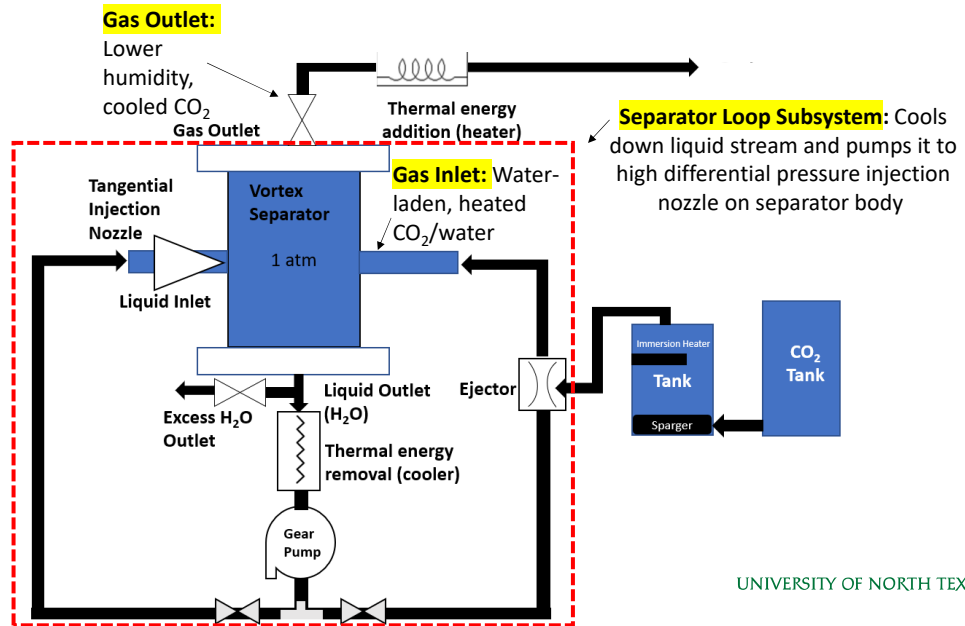 Gas Outlet:
Lower
humidity,
cooled CO₂
Gas Outlet
Thermal energy
addition (heater)
Separator Loop Subsystem: Cools
down liquid stream and pumps it to
high differential pressure injection
nozzle on separator body
Tangential
Injection
Nozzle
Vortex
Separator
1 atm
Gas Inlet: Water-
laden, heated
CO₂/water
Liquid Inlet
Immersion Heater
Tank
Sparger
CO₂
Tank
Ejector
Excess H₂O
Outlet
Liquid Outlet
(H₂O)
Thermal energy
removal (cooler)
Gear
Pump
UNIVERSITY OF NORTH TEX